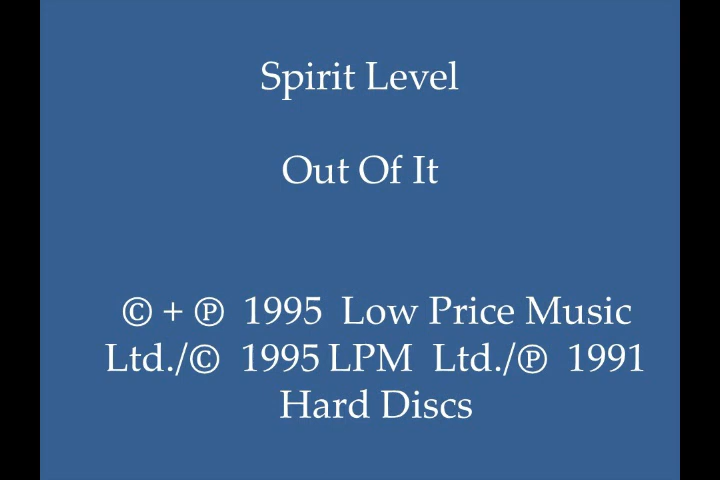 Spirit Level
Out Of It
© + ℗ 1995 Low Price Music
Ltd./© 1995 LPM Ltd./℗ 1991
Hard Discs